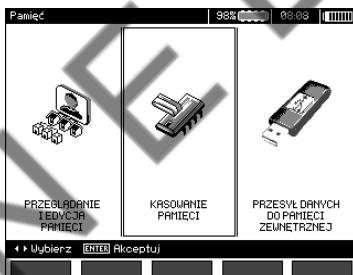 Pamięć 98% 08:08
PRZEGLĄDANIE
I EDYCJA
PAMIĘCI
KASOWANIE
PAMIĘCI
PRZESYŁ DANYCH
DO PAMIĘCI
ZEWNĘTRZNEJ
Wybierz ENTER Akceptuj